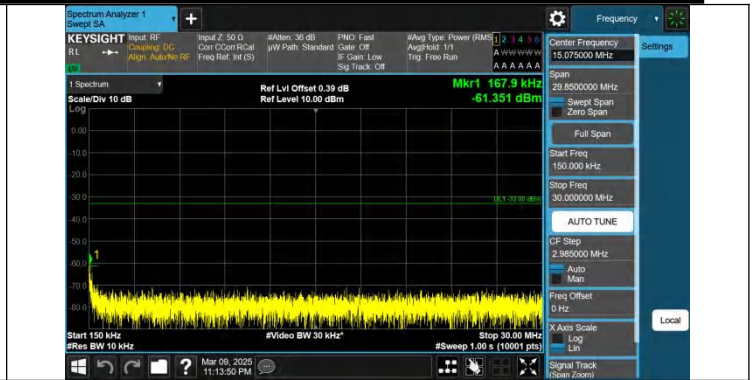 Spectrum Analyzer 1
Swept SA
+
Frequency
KEYSIGHT
Input: RF
Input Z: 50 Ω
#Atten: 36 dB
PNO: Fast
#Avg Type: Power (RMS
1 2 3 4 5 6
RL
Coupling: DC
Corr CCorr RCal
µW Path: Standard
Gate: Off
Avg|Hold: 1/1
A W W W W W
Align: Auto/No RF
Freq Ref: Int (S)
IF Gain: Low
Trig: Free Run
Sig Track: Off
A A A A A A
1 Spectrum
Ref Lvl Offset 0.39 dB
Mkr1 167.9 kHz
Scale/Div 10 dB
Ref Level 10.00 dBm
-61.351 dBm
Log
0.00
-10.0
-20.0
-30.0
-40.0
-50.0
-60.0
-70.0
-80.0
1
Start 150 kHz
#Video BW 30 kHz*
Stop 30.00 MHz
#Res BW 10 kHz
#Sweep 1.00 s (10001 pts)
?
Mar 09, 2025
11:13:50 PM
Center Frequency
15.075000 MHz
Settings
Span
29.8500000 MHz
Swept Span
Zero Span
Full Span
Start Freq
150.000 kHz
Stop Freq
30.000000 MHz
AUTO TUNE
CF Step
2.985000 MHz
Auto
Man
Freq Offset
0 Hz
X Axis Scale
Log
Lin
Local
Signal Track
(Span Zoom)